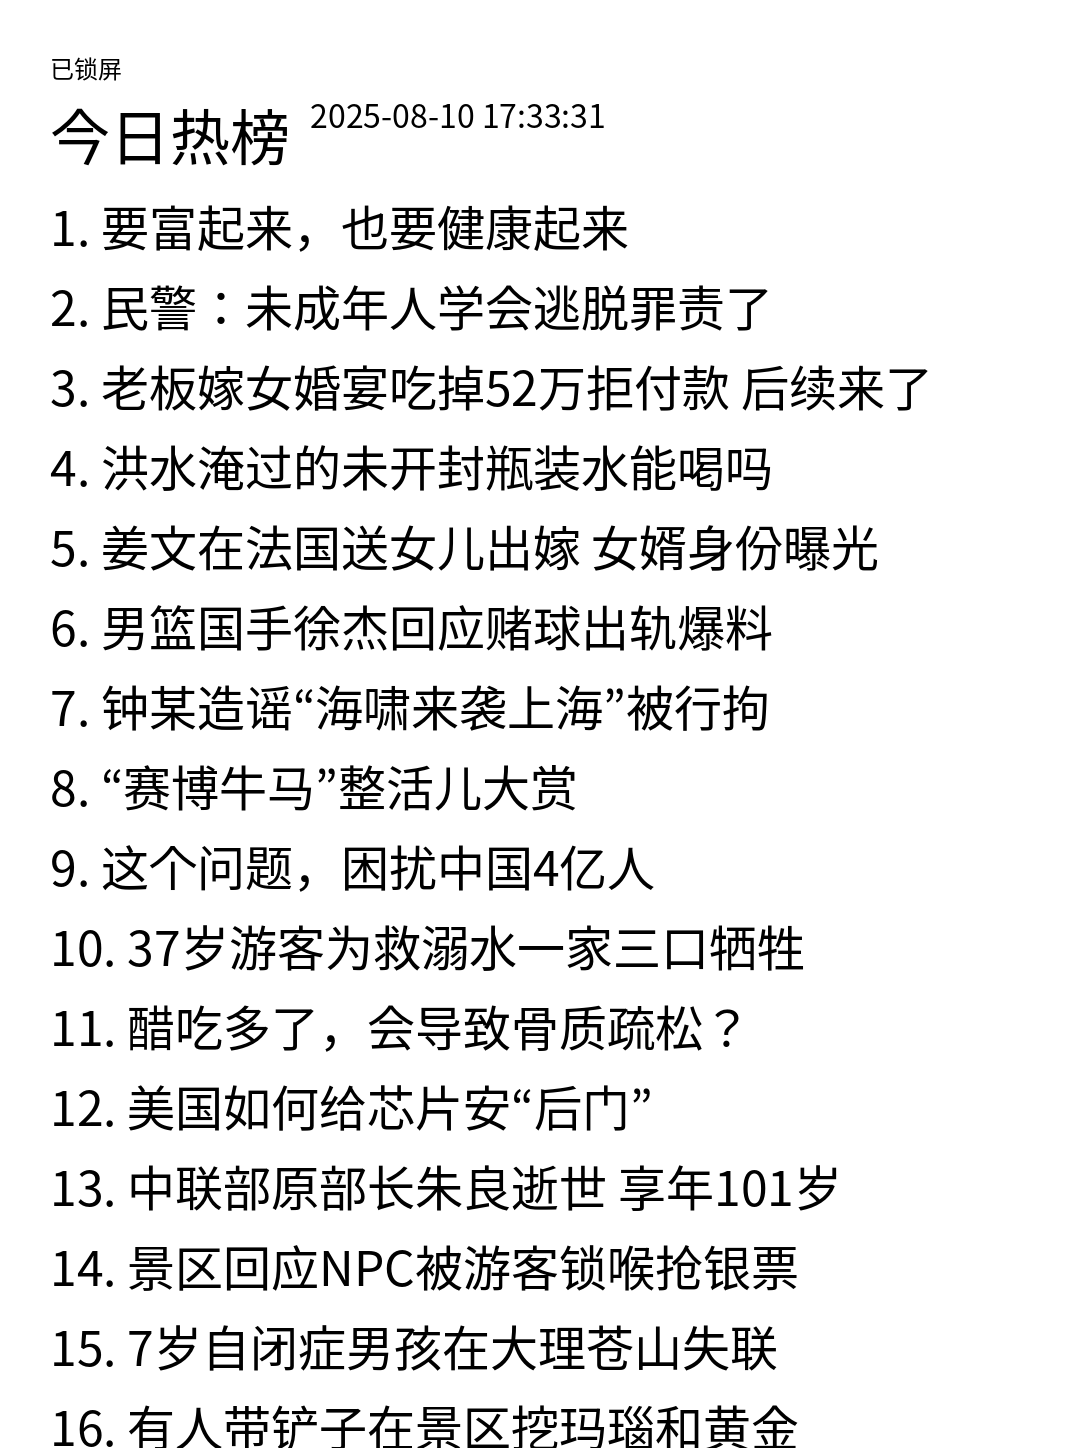 已锁屏
今日热榜 2025-08-10 17:33:31
1. 要富起来，也要健康起来
2. 民警：未成年人学会逃脱罪责了
3. 老板嫁女婚宴吃掉52万拒付款 后续来了
4. 洪水淹过的未开封瓶装水能喝吗
5. 姜文在法国送女儿出嫁 女婿身份曝光
6. 男篮国手徐杰回应赌球出轨爆料
7. 钟某造谣“海啸来袭上海”被行拘
8. “赛博牛马”整活儿大赏
9. 这个问题，困扰中国4亿人
10. 37岁游客为救溺水一家三口牺牲
11. 醋吃多了，会导致骨质疏松？
12. 美国如何给芯片安“后门”
13. 中联部原部长朱良逝世 享年101岁
14. 景区回应NPC被游客锁喉抢银票
15. 7岁自闭症男孩在大理苍山失联
16. 有人带铲子在景区挖玛瑙和黄金